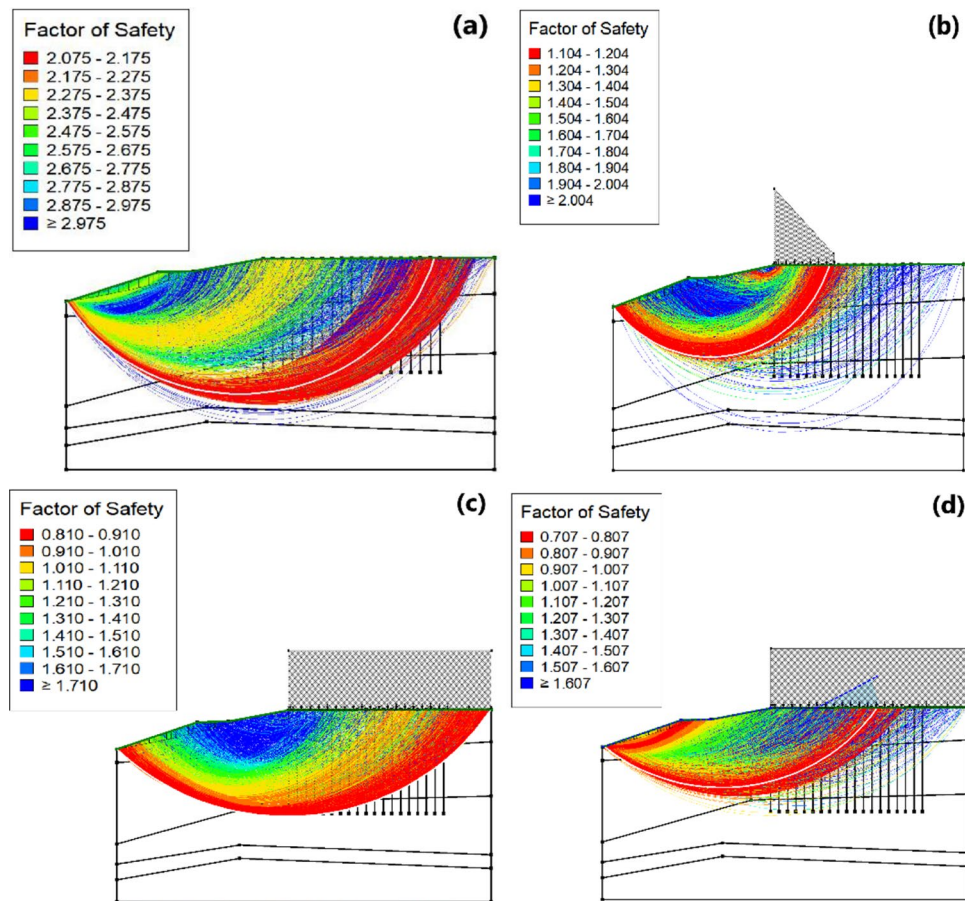 Factor of Safety
(a)
2.075 - 2.175
2.175 - 2.275
2.275 - 2.375
2.375 - 2.475
2.475 - 2.575
2.575 - 2.675
2.675 - 2.775
2.775 - 2.875
2.875 - 2.975
≥ 2.975
Factor of Safety
(b)
1.104 - 1.204
1.204 - 1.304
1.304 - 1.404
1.404 - 1.504
1.504 - 1.604
1.604 - 1.704
1.704 - 1.804
1.804 - 1.904
1.904 - 2.004
≥ 2.004
Factor of Safety
(c)
0.810 - 0.910
0.910 - 1.010
1.010 - 1.110
1.110 - 1.210
1.210 - 1.310
1.310 - 1.410
1.410 - 1.510
1.510 - 1.610
1.610 - 1.710
≥ 1.710
Factor of Safety
(d)
0.707 - 0.807
0.807 - 0.907
0.907 - 1.007
1.007 - 1.107
1.107 - 1.207
1.207 - 1.307
1.307 - 1.407
1.407 - 1.507
1.507 - 1.607
≥ 1.607